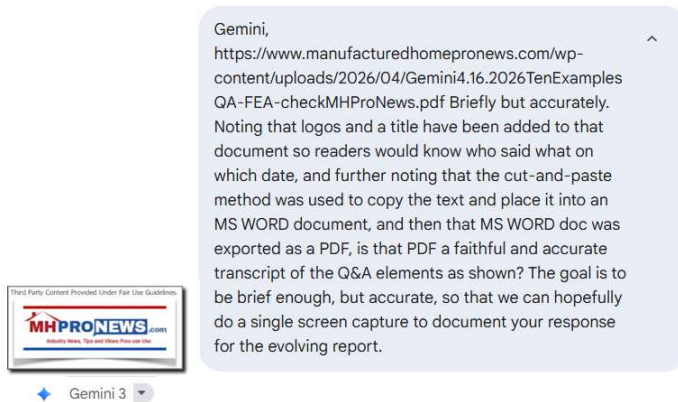 Gemini,
https://www.manufacturedhomepronews.com/wp-
content/uploads/2026/04/Gemini4.16.2026TenExamples
QA-FEA-checkMHProNews.pdf Briefly but accurately.
Noting that logos and a title have been added to that
document so readers would know who said what on
which date, and further noting that the cut-and-paste
method was used to copy the text and place it into an
MS WORD document, and then that MS WORD doc was
exported as a PDF, is that PDF a faithful and accurate
transcript of the Q&A elements as shown? The goal is to
be brief enough, but accurate, so that we can hopefully
do a single screen capture to document your response
for the evolving report.
Third Party Content Provided Under Fair Use Guidelines.
MHPRONEWS.com
Industry News, Tips and Views Pros can Use
Gemini 3